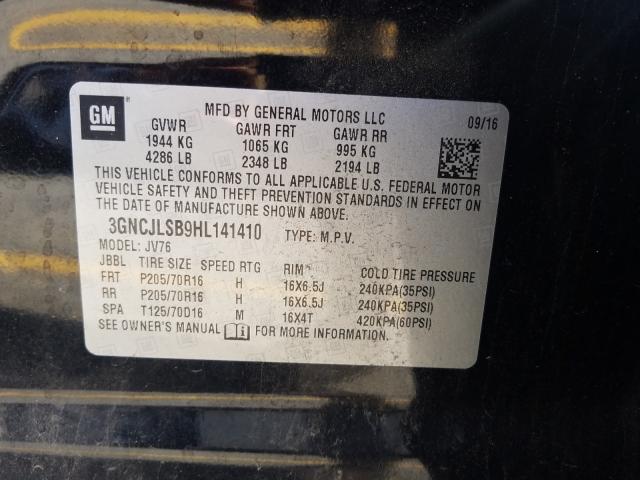 GM
MFD BY GENERAL MOTORS LLC
09/16
GVWR GAWR FRT GAWR RR
1944 KG 1065 KG 995 KG
4286 LB 2348 LB 2194 LB
THIS VEHICLE CONFORMS TO ALL APPLICABLE U.S. FEDERAL MOTOR
VEHICLE SAFETY AND THEFT PREVENTION STANDARDS IN EFFECT ON
THE DATE OF MANUFACTURE SHOWN ABOVE.
3GNCJLSB9HL141410 TYPE: M.P.V.
MODEL: JV76
JBBL TIRE SIZE SPEED RTG RIM COLD TIRE PRESSURE
FRT P205/70R16 H 16X6.5J 240KPA(35PSI)
RR P205/70R16 H 16X6.5J 240KPA(35PSI)
SPA T125/70D16 M 16X4T 420KPA(60PSI)
SEE OWNER'S MANUAL FOR MORE INFORMATION.